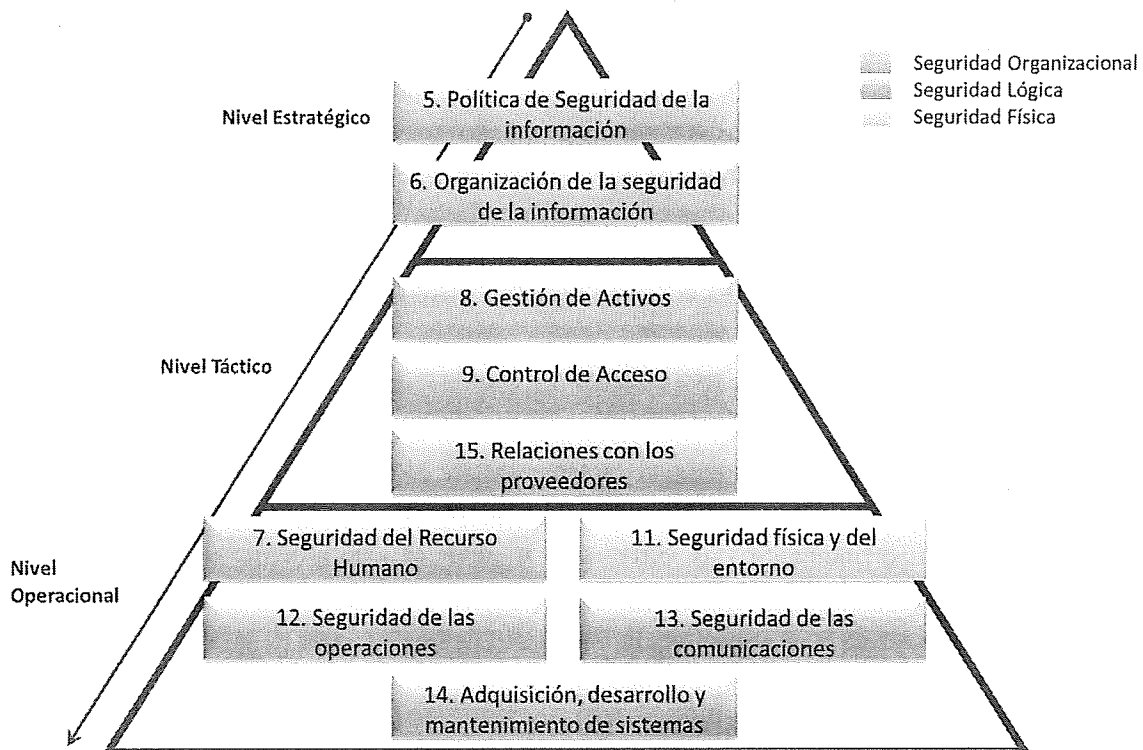 Seguridad Organizacional
Seguridad Lógica
Seguridad Física
Nivel Estratégico
5. Política de Seguridad de la
información
6. Organización de la seguridad
de la información
Nivel Táctico
8. Gestión de Activos
9. Control de Acceso
15. Relaciones con los
proveedores
Nivel
Operacional
7. Seguridad del Recurso
Humano
11. Seguridad física y del
entorno
12. Seguridad de las
operaciones
13. Seguridad de las
comunicaciones
14. Adquisición, desarrollo y
mantenimiento de sistemas